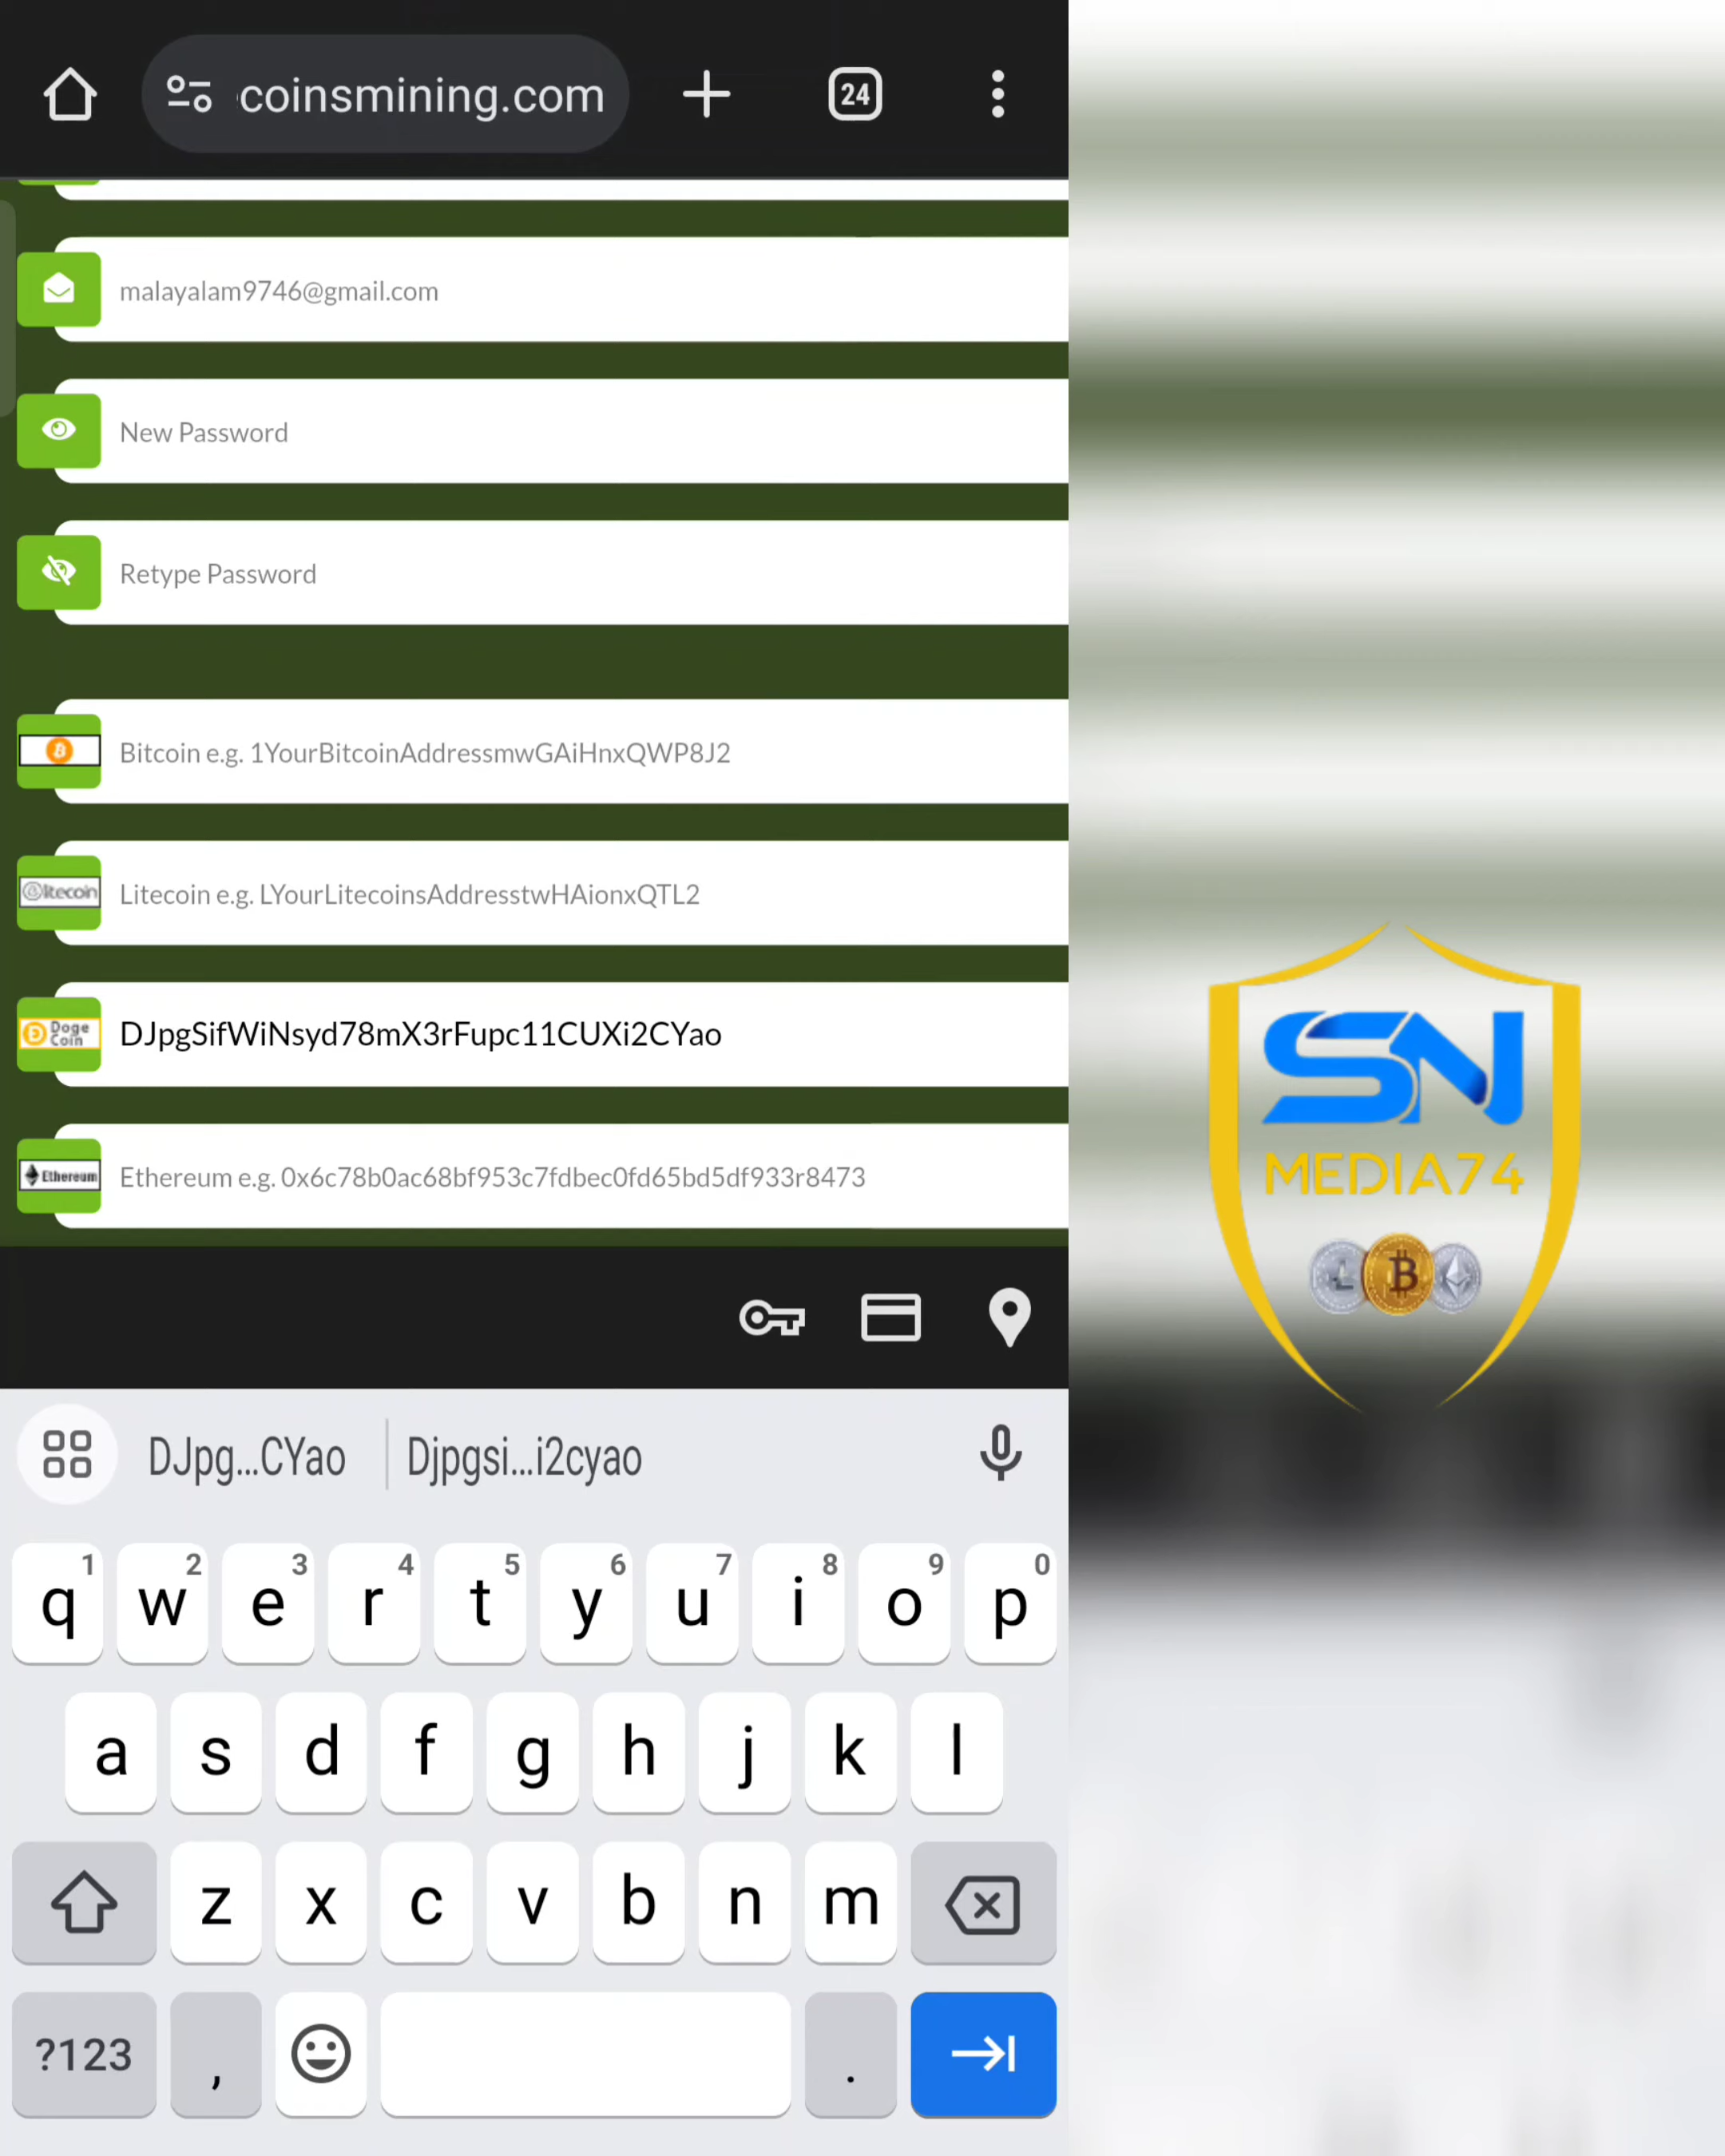 coinsmining.com
24
malayalam9746@gmail.com
New Password
Retype Password
Bitcoin e.g. 1YourBitcoinAddressmwGAiHnxQWP8J2
litecoin
Litecoin e.g. LYourLitecoinsAddresstwHAionxQTL2
Doge
Coin
DJpgSifWiNsyd78mX3rFupc11CUXi2CYao
Ethereum
Ethereum e.g. 0x6c78b0ac68bf953c7fdbec0fd65bd5df933r8473
SN
MEDIA74
DJpg...CYao
Djpgsi...i2cyao
1 2 3 4 5 6 7 8 9 0
q w e r t y u i o p
a s d f g h j k l
z x c v b n m
?123 , .